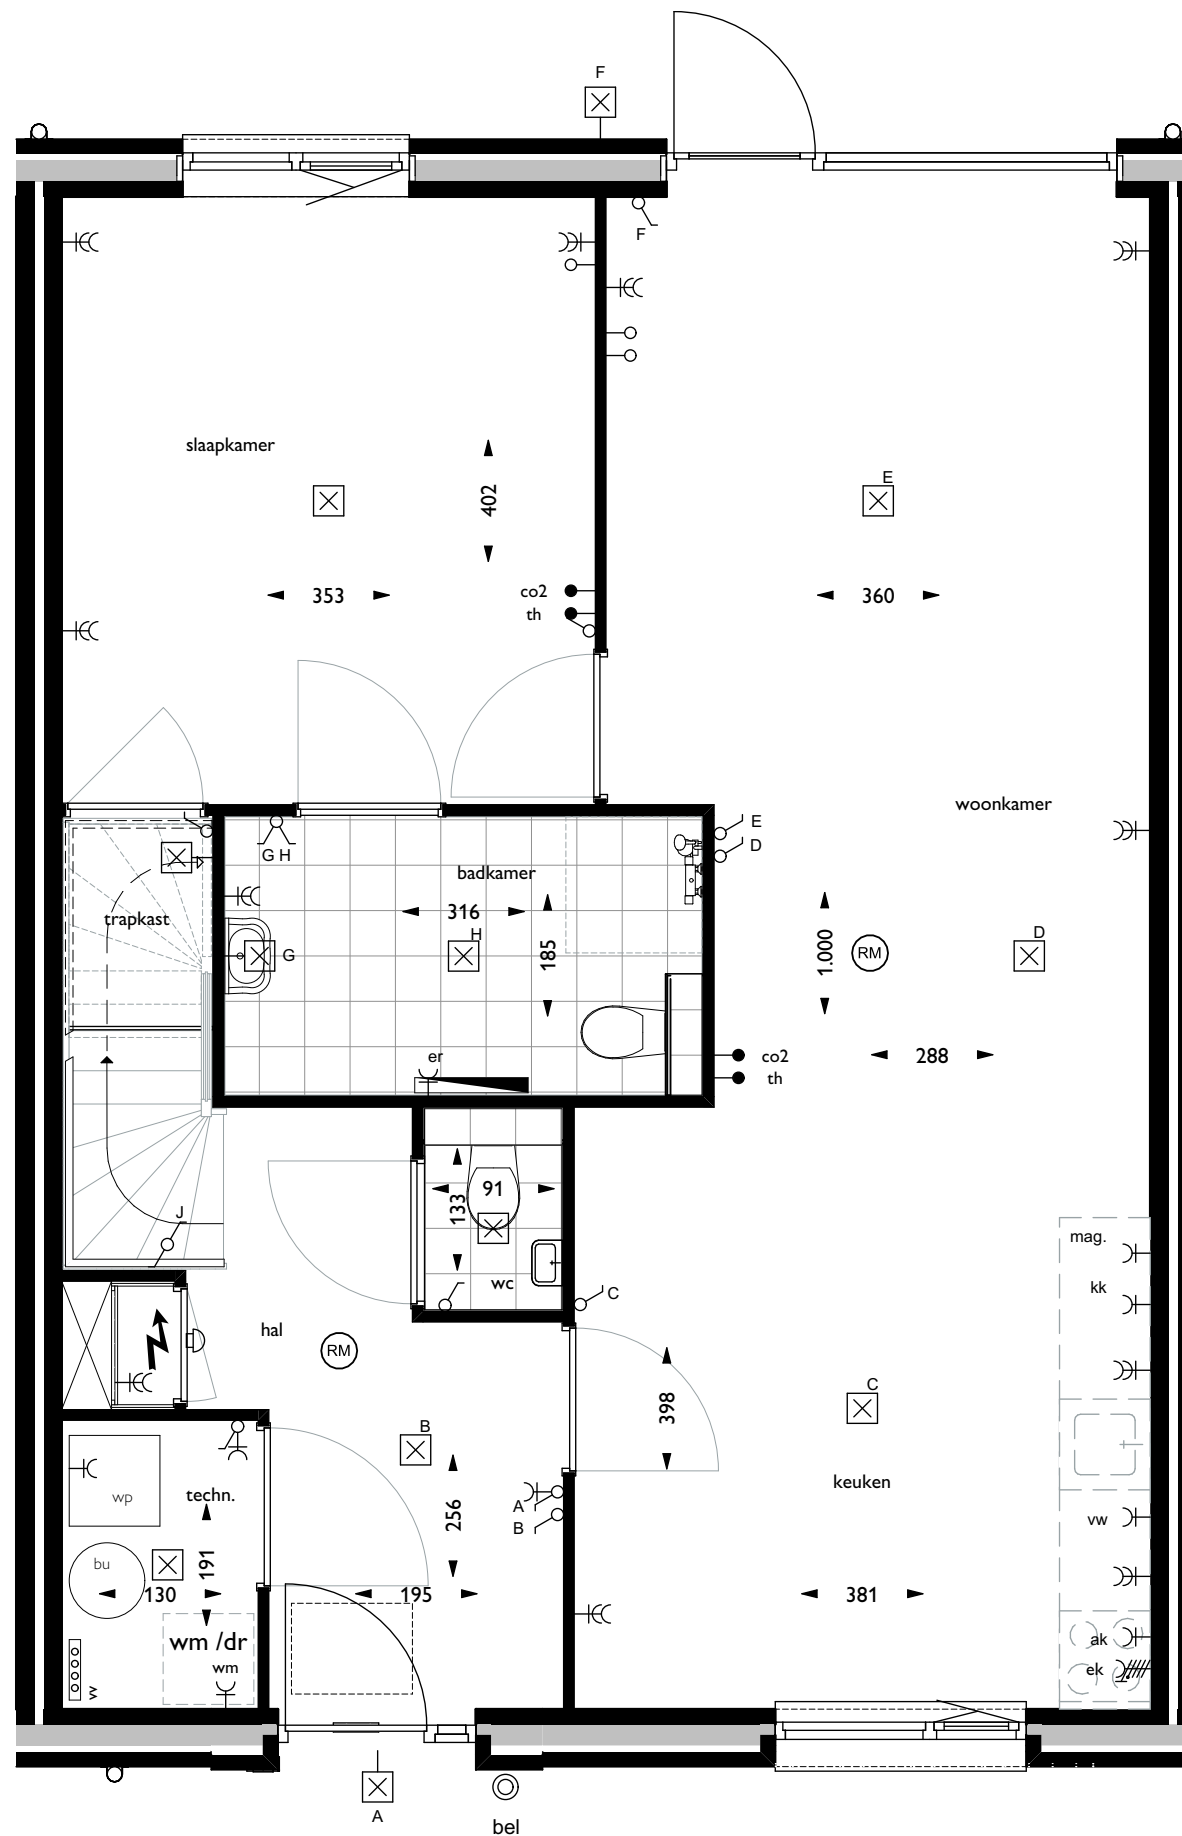 F
F
slaapkamer
E
402
co2
353
360
th
woonkamer
E
D
G H
badkamer
trapkast
316
H
D
G
185
1.000
RM
er
co2
288
th
133
91
J
mag.
wc
kk
C
hal
RM
398
C
B
keuken
wp
techn.
A
256
B
vw
bu
191
130
195
381
wm /dr
ak
wm
ek
w
A
bel